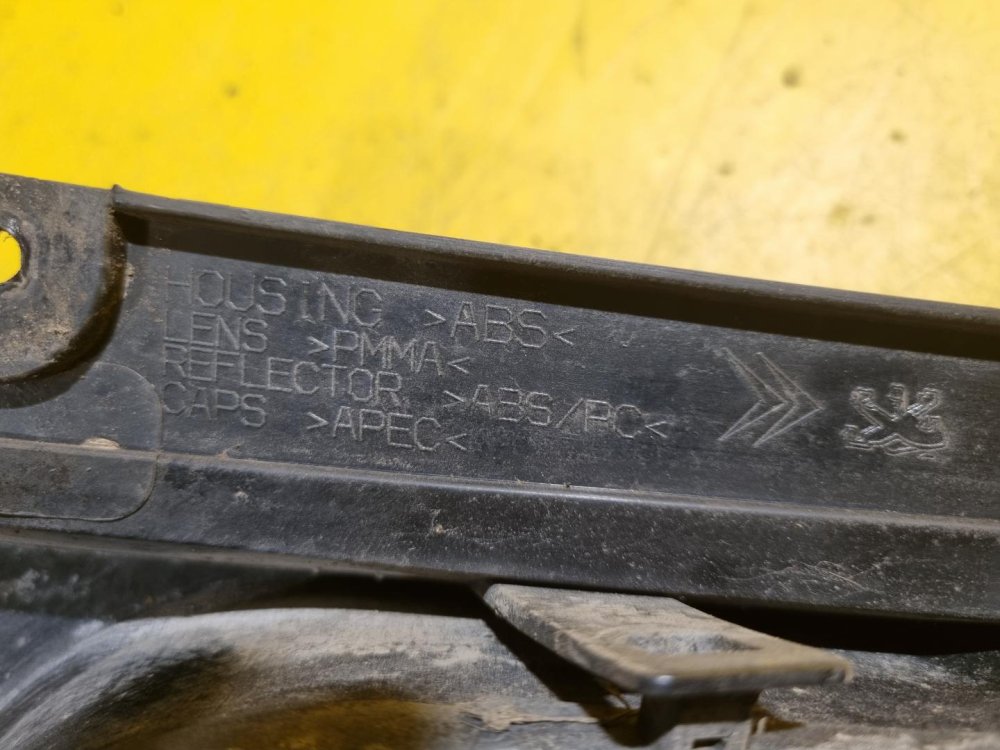 HOUSING >ABS<
LENS >PMMA<
REFLECTOR >ABS/PC<
CAPS >APEC<